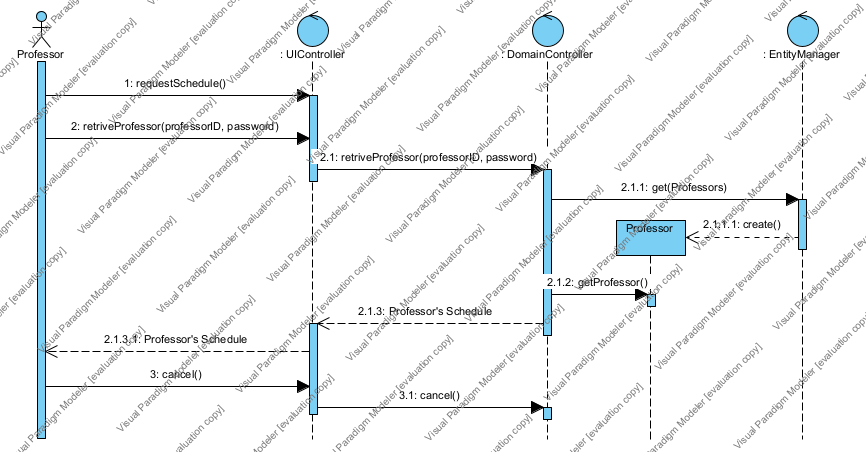 Professor
: UIController
: DomainController
: EntityManager
1: requestSchedule()
2: retriveProfessor(professorID, password)
2.1: retriveProfessor(professorID, password)
2.1.1: get(Professors)
Professor
2.1.1.1: create()
2.1.2: getProfessor()
2.1.3: Professor's Schedule
2.1.3.1: Professor's Schedule
3: cancel()
3.1: cancel()
Visual Paradigm Modeler [evaluation copy]